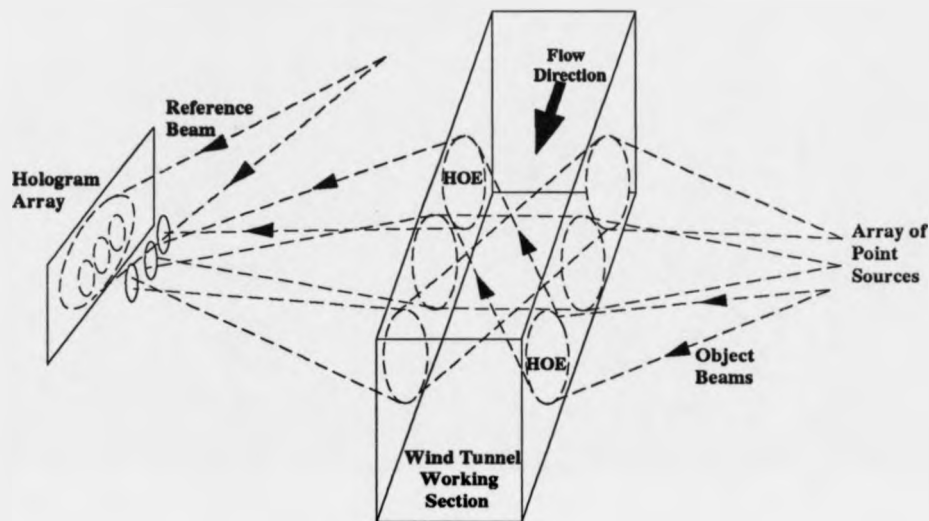 Flow
Direction
Reference
Beam
Hologram
Array
HOE
Array of
Point
Sources
HOE
Object
Beams
Wind Tunnel
Working
Section